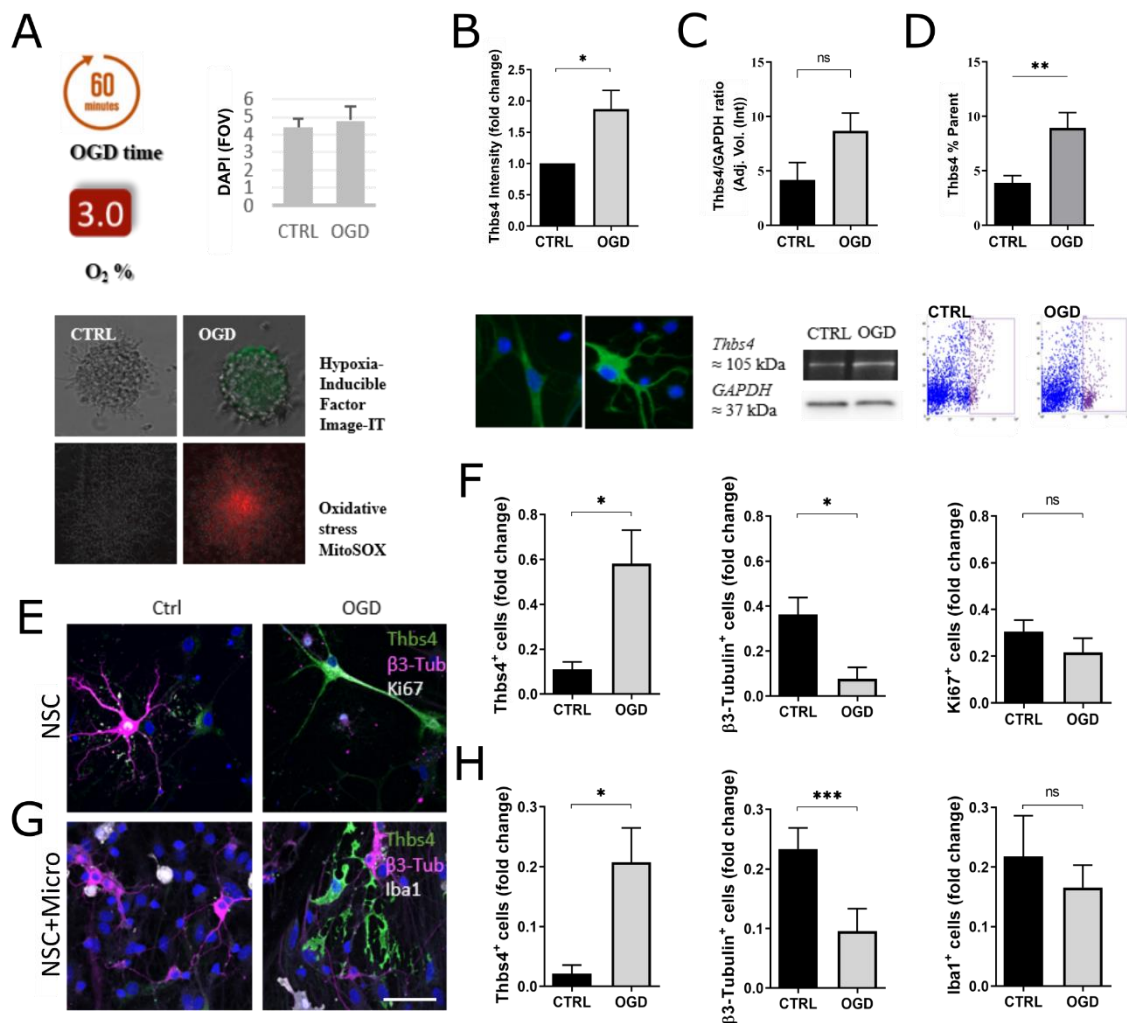 A
60
minutes
OGD time
3.0
O₂ %
DAPI (FOV)
6
5
4
3
2
1
0
CTRL OGD
CTRL OGD
Hypoxia-
Inducible
Factor
Image-IT
Oxidative
stress
MitoSOX
B
Thbs4 Intensity (fold change)
2.5
2.0
1.5
1.0
0.5
0.0
*
CTRL OGD
C
Thbs4/GAPDH ratio
(Adj. Vol. (Int))
15
10
5
0
ns
CTRL OGD
D
Thbs4 % Parent
15
10
5
0
**
CTRL OGD
Thbs4
≈ 105 kDa
GAPDH
≈ 37 kDa
CTRL OGD
CTRL OGD
E
Ctrl OGD
NSC
Thbs4
β3-Tub
Ki67
F
Thbs4⁺ cells (fold change)
0.8
0.6
0.4
0.2
0.0
*
CTRL OGD
β3-Tubulin⁺ cells (fold change)
0.8
0.6
0.4
0.2
0.0
*
CTRL OGD
Ki67⁺ cells (fold change)
0.8
0.6
0.4
0.2
0.0
ns
CTRL OGD
G
NSC+Micro
Thbs4
β3-Tub
Iba1
H
Thbs4⁺ cells (fold change)
0.3
0.2
0.1
0.0
*
CTRL OGD
β3-Tubulin⁺ cells (fold change)
0.3
0.2
0.1
0.0
***
CTRL OGD
Iba1⁺ cells (fold change)
0.3
0.2
0.1
0.0
ns
CTRL OGD